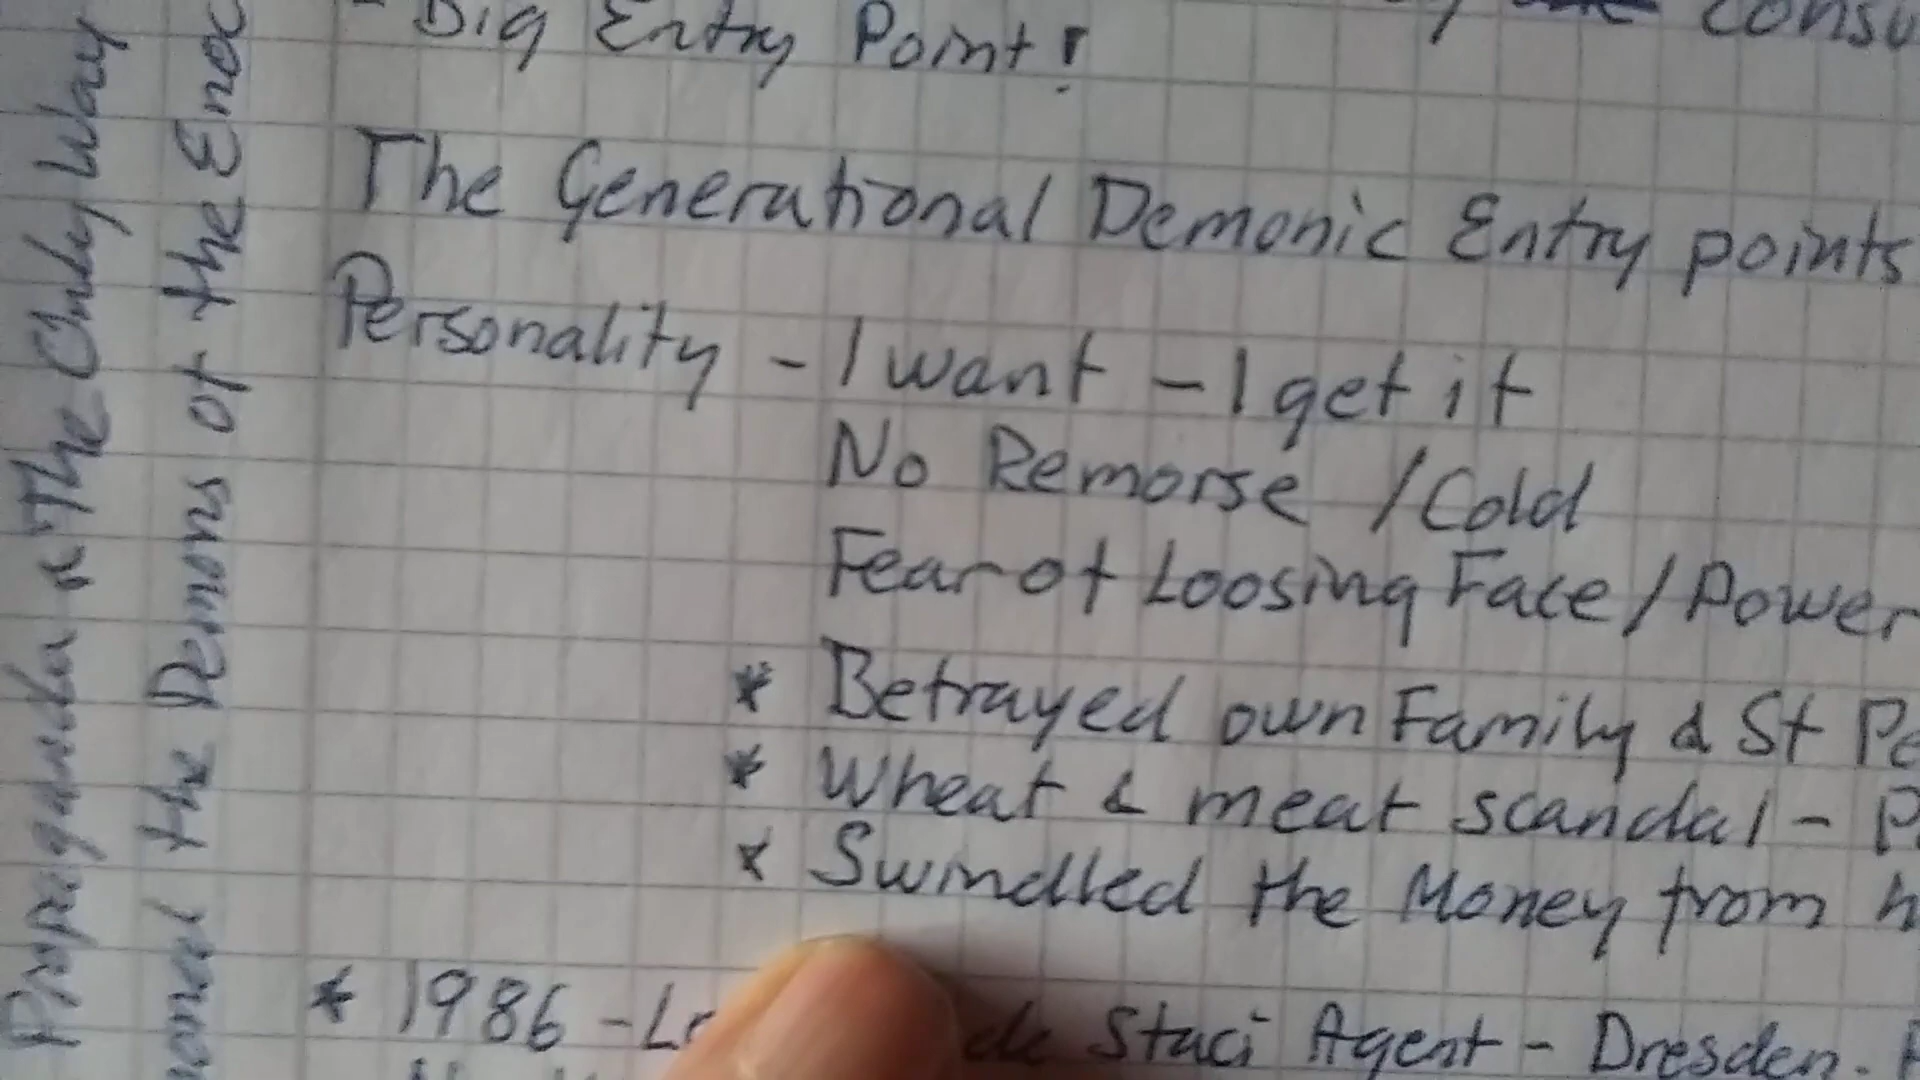 - Big Entry Point!
The Generational Demonic Entry points
Personality - I want - I get it
No Remorse / Cold
Fear of Loosing Face / Power
* Betrayed own Family & St
* Wheat & meat scandal -
* Swindled the Money from
* 1986 - Staci Agent - Dresden.
Propaganda "The Only Way
the Demons of the